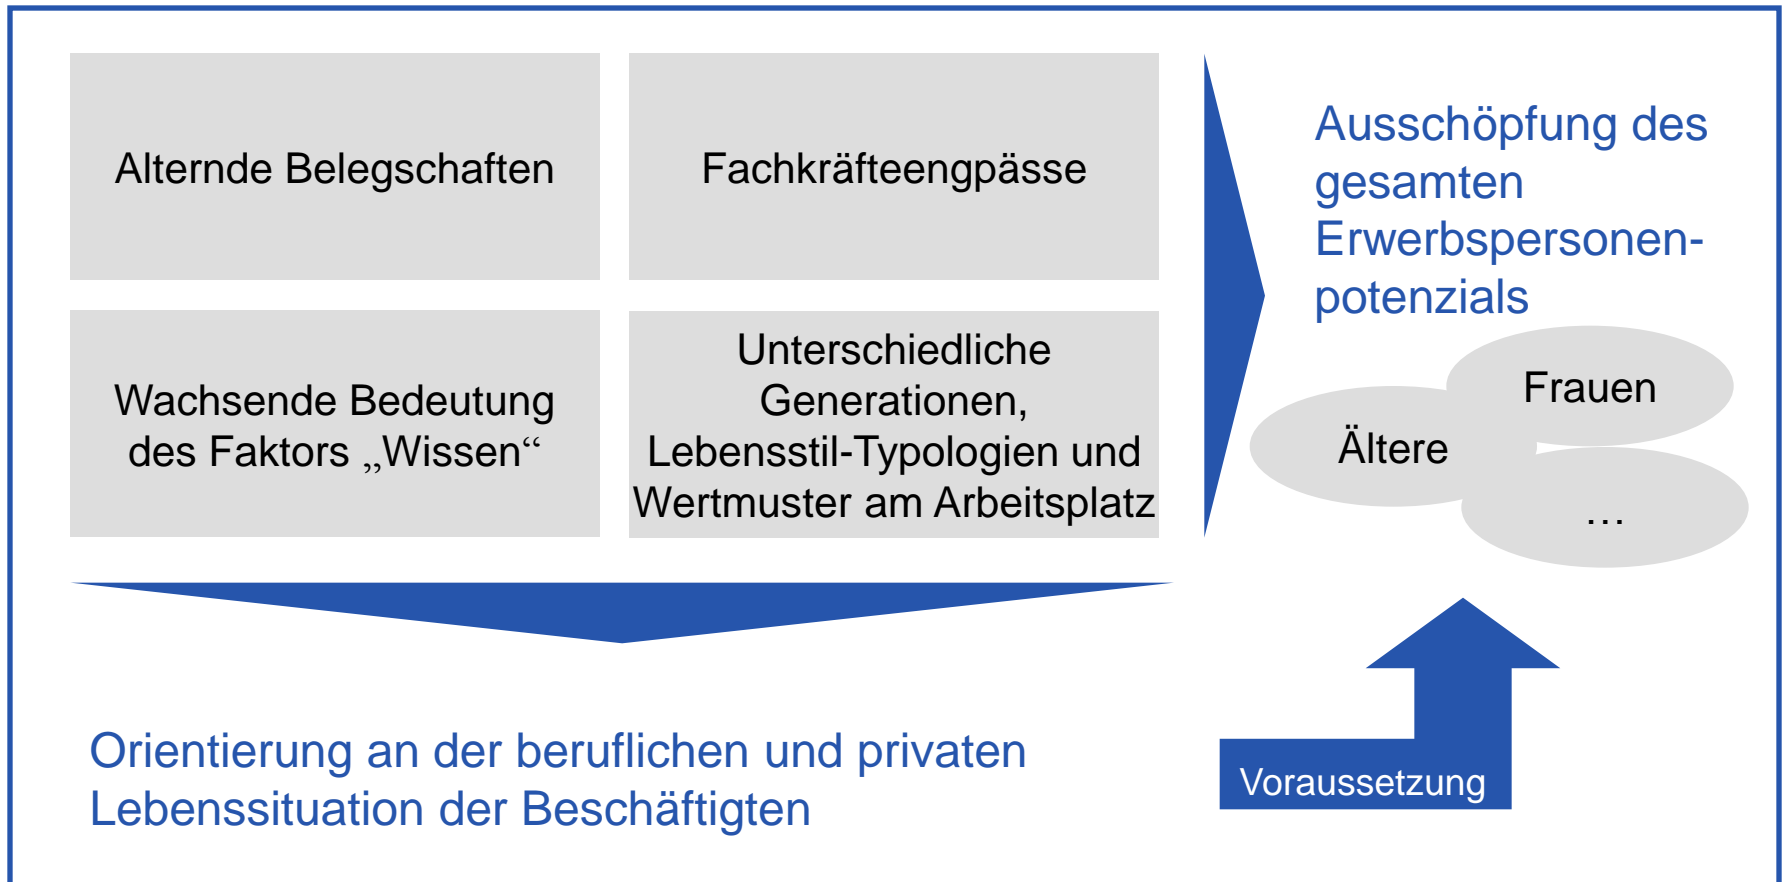 Alternde Belegschaften
Fachkräfteengpässe
Wachsende Bedeutung
des Faktors „Wissen“
Unterschiedliche
Generationen,
Lebensstil-Typologien und
Wertmuster am Arbeitsplatz
Ausschöpfung des
gesamten
Erwerbspersonen-
potenzials
Frauen
Ältere
…
Orientierung an der beruflichen und privaten
Lebenssituation der Beschäftigten
Voraussetzung